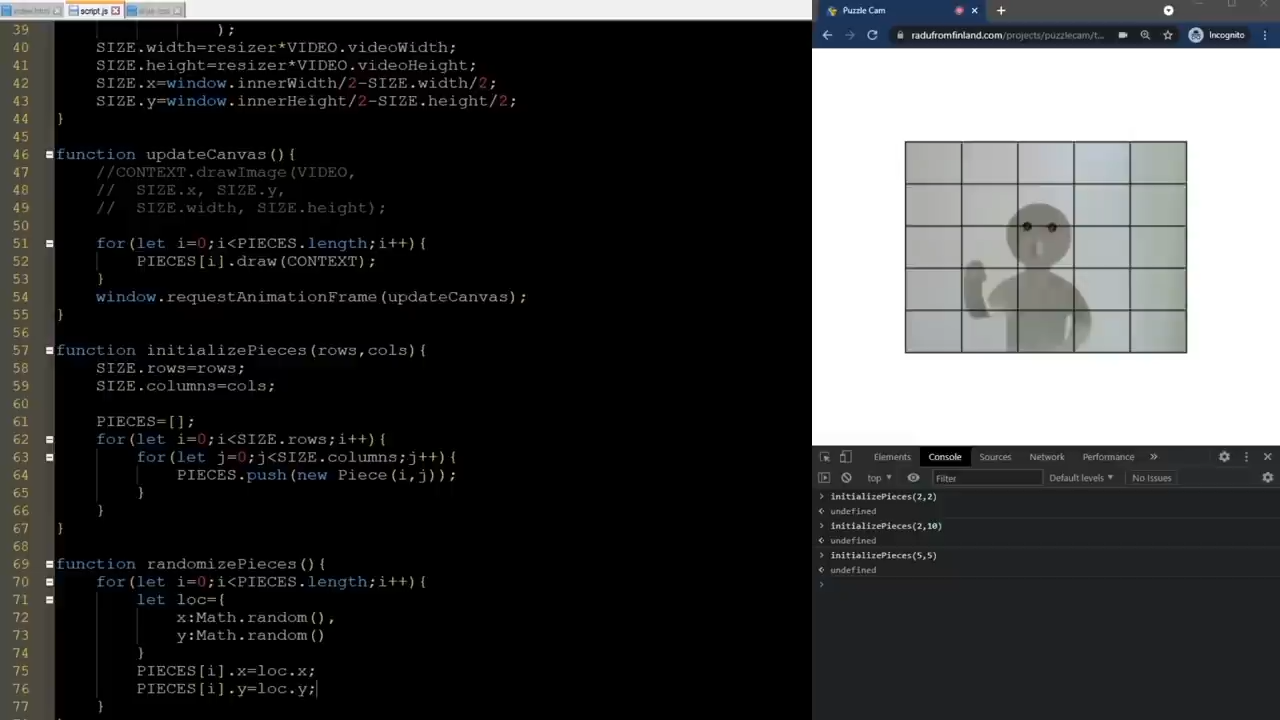 index.html script.js style.css
39 );
40 SIZE.width=resizer*VIDEO.videoWidth;
41 SIZE.height=resizer*VIDEO.videoHeight;
42 SIZE.x=window.innerWidth/2-SIZE.width/2;
43 SIZE.y=window.innerHeight/2-SIZE.height/2;
44 }
45
46 function updateCanvas(){
47 //CONTEXT.drawImage(VIDEO,
48 // SIZE.x, SIZE.y,
49 // SIZE.width, SIZE.height);
50
51 for(let i=0;i<PIECES.length;i++){
52 PIECES[i].draw(CONTEXT);
53 }
54 window.requestAnimationFrame(updateCanvas);
55 }
56
57 function initializePieces(rows,cols){
58 SIZE.rows=rows;
59 SIZE.columns=cols;
60
61 PIECES=[];
62 for(let i=0;i<SIZE.rows;i++){
63 for(let j=0;j<SIZE.columns;j++){
64 PIECES.push(new Piece(i,j));
65 }
66 }
67 }
68
69 function randomizePieces(){
70 for(let i=0;i<PIECES.length;i++){
71 let loc={
72 x:Math.random(),
73 y:Math.random()
74 }
75 PIECES[i].x=loc.x;
76 PIECES[i].y=loc.y;
77 }
Puzzle Cam
radufromfinland.com/projects/puzzlecam/t... Incognito
Elements Console Sources Network Performance
top Filter Default levels No Issues
initializePieces(2,2)
undefined
initializePieces(2,10)
undefined
initializePieces(5,5)
undefined